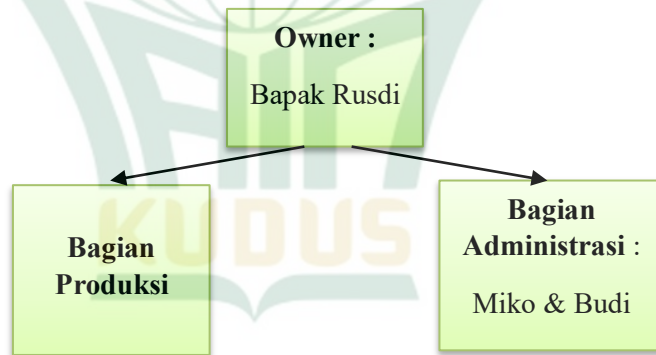 Owner :
Bapak Rusdi
Bagian
Produksi
Bagian
Administrasi :
Miko & Budi
KUDUS